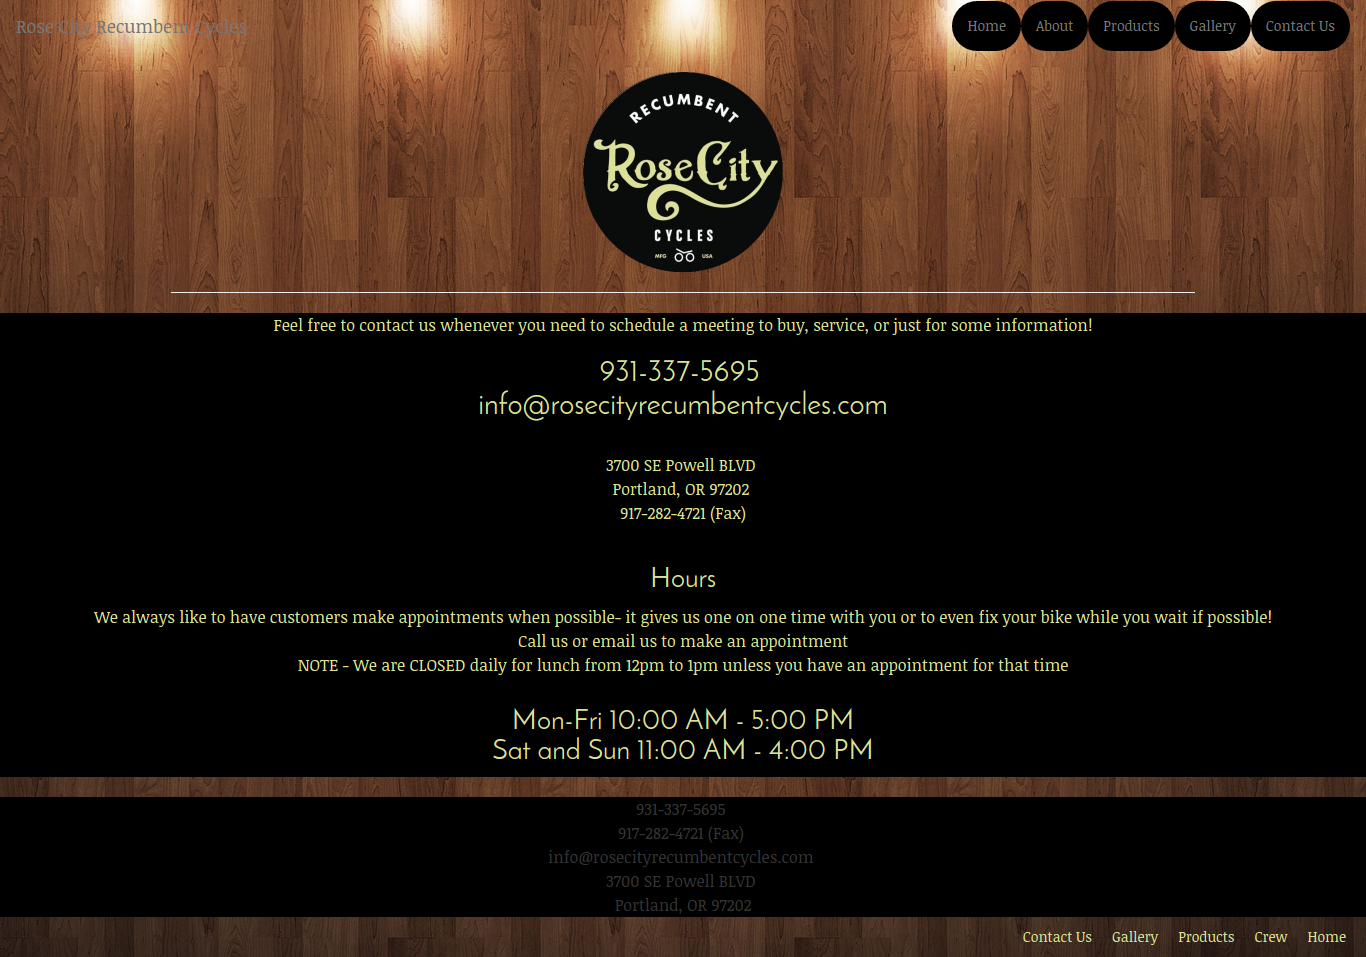 Rose City Recumbent Cycles
Home About Products Gallery Contact Us
RECUMBENT
Rose City
CYCLES
MFG USA
Feel free to contact us whenever you need to schedule a meeting to buy, service, or just for some information!
931-337-5695
info@rosecityrecumbentcycles.com
3700 SE Powell BLVD
Portland, OR 97202
917-282-4721 (Fax)
Hours
We always like to have customers make appointments when possible- it gives us one on one time with you or to even fix your bike while you wait if possible!
Call us or email us to make an appointment
NOTE - We are CLOSED daily for lunch from 12pm to 1pm unless you have an appointment for that time
Mon-Fri 10:00 AM - 5:00 PM
Sat and Sun 11:00 AM - 4:00 PM
931-337-5695
917-282-4721 (Fax)
info@rosecityrecumbentcycles.com
3700 SE Powell BLVD
Portland, OR 97202
Contact Us Gallery Products Crew Home